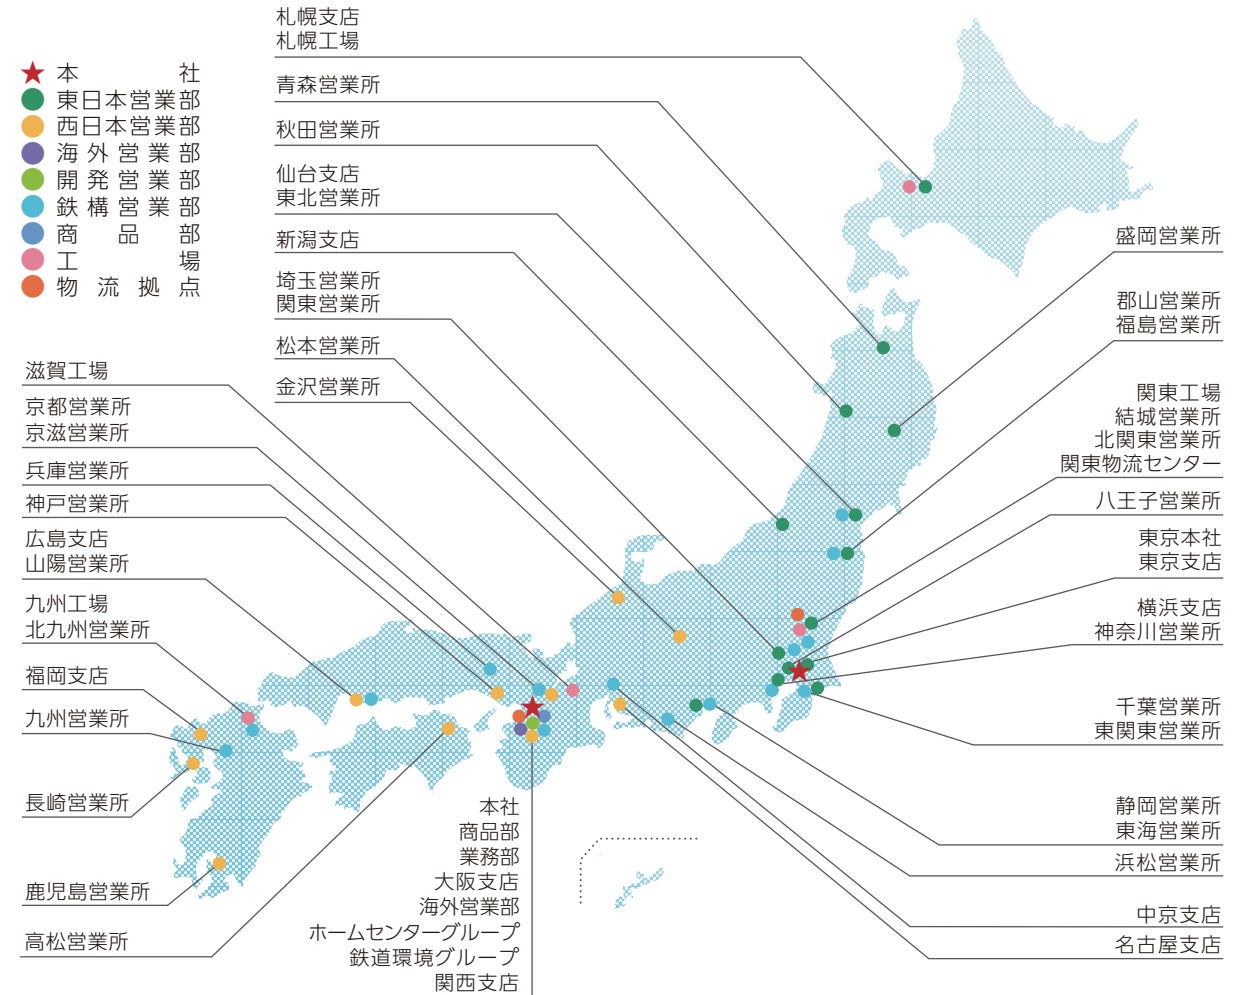 本社
東日本営業部
西日本営業部
海外営業部
開発営業部
鉄構営業部
商品部
工場
物流拠点
札幌支店
札幌工場
青森営業所
秋田営業所
仙台支店
東北営業所
新潟支店
埼玉営業所
関東営業所
松本営業所
金沢営業所
滋賀工場
京都営業所
京滋営業所
兵庫営業所
神戸営業所
広島支店
山陽営業所
九州工場
北九州営業所
福岡支店
九州営業所
長崎営業所
鹿児島営業所
高松営業所
本社
商品部
業務部
大阪支店
海外営業部
ホームセンターグループ
鉄道環境グループ
関西支店
盛岡営業所
郡山営業所
福島営業所
関東工場
結城営業所
北関東営業所
関東物流センター
八王子営業所
東京本社
東京支店
横浜支店
神奈川営業所
千葉営業所
東関東営業所
静岡営業所
東海営業所
浜松営業所
中京支店
名古屋支店